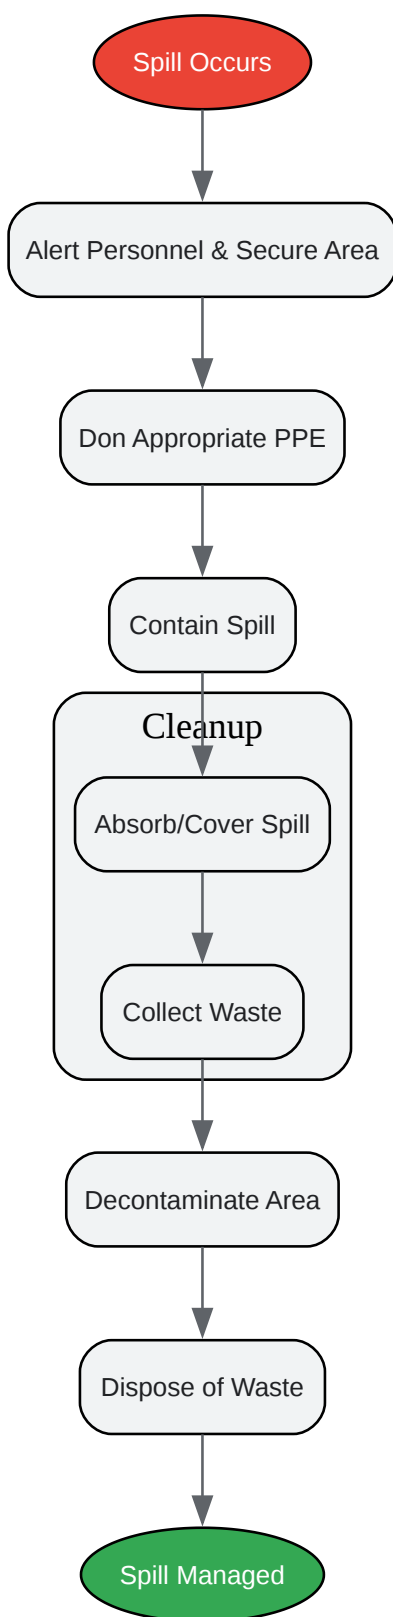 Spill Occurs
Alert Personnel & Secure Area
Don Appropriate PPE
Contain Spill
Cleanup
Absorb/Cover Spill
Collect Waste
Decontaminate Area
Dispose of Waste
Spill Managed